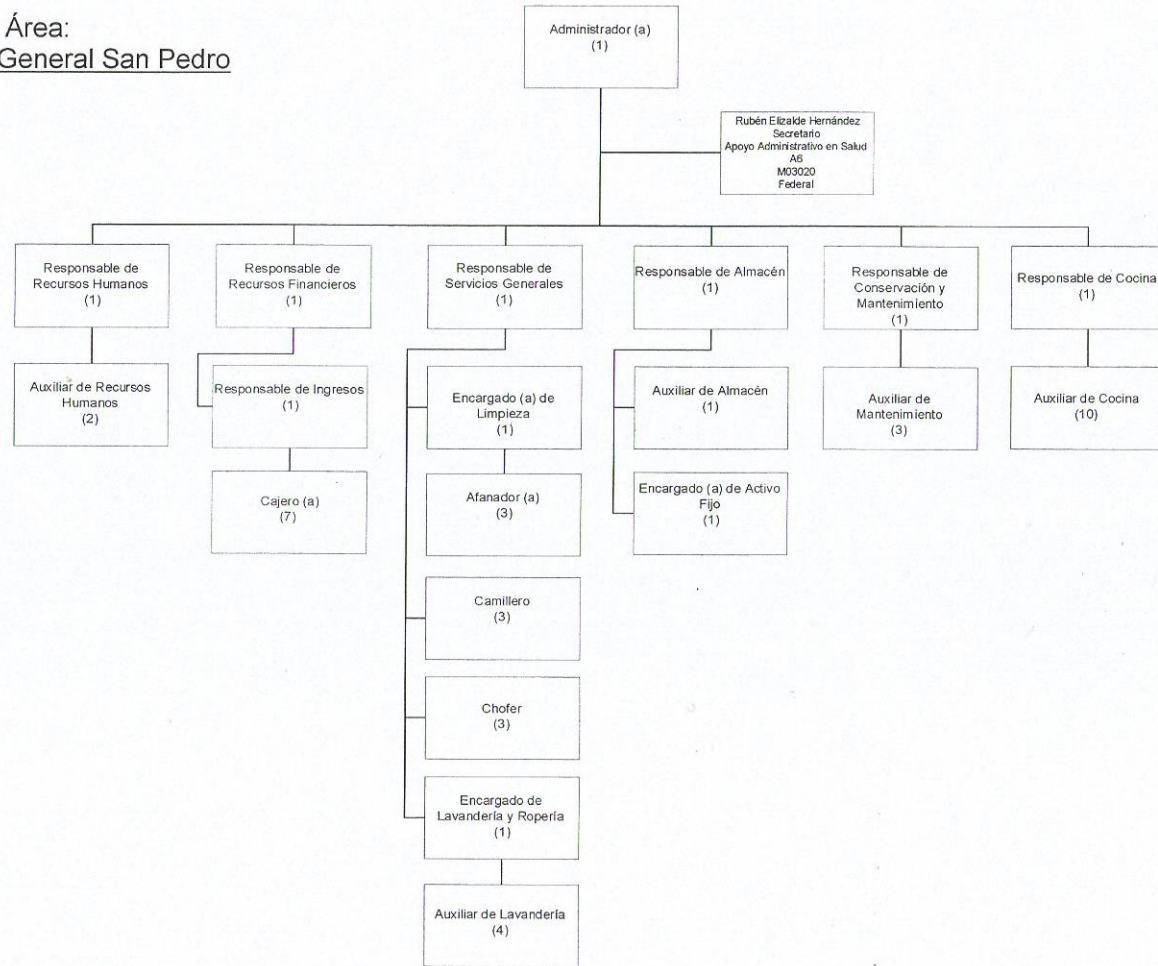 Área:
General San Pedro
Administrador (a)
(1)
Rubén Elizalde Hernández
Secretario
Apoyo Administrativo en Salud
A6
M03020
Federal
Responsable de
Recursos Humanos
(1)
Responsable de
Recursos Financieros
(1)
Responsable de
Servicios Generales
(1)
Responsable de Almacén
(1)
Responsable de
Conservación y
Mantenimiento
(1)
Responsable de Cocina
(1)
Auxiliar de Recursos
Humanos
(2)
Responsable de Ingresos
(1)
Encargado (a) de
Limpieza
(1)
Auxiliar de Almacén
(1)
Auxiliar de
Mantenimiento
(3)
Auxiliar de Cocina
(10)
Cajero (a)
(7)
Afanador (a)
(3)
Encargado (a) de Activo
Fijo
(1)
Camillero
(3)
Chofer
(3)
Encargado de
Lavandería y Ropería
(1)
Auxiliar de Lavandería
(4)